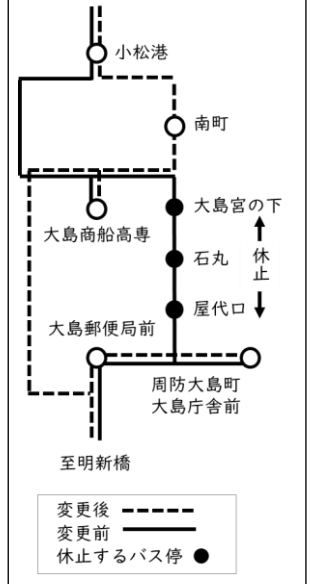 小松港
南町
大島宮の下
大島商船高専
休止
石丸
屋代口
大島郵便局前
周防大島町
大島庁舎前
至明新橋
変更後
変更前
休止するバス停